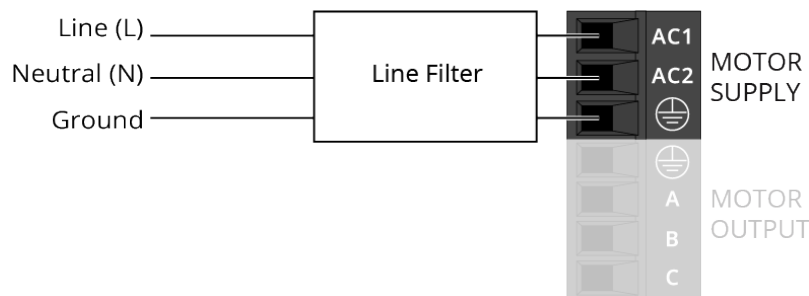 Line (L)
Neutral (N)
Ground
Line Filter
AC1
AC2
MOTOR
SUPPLY
A
B
C
MOTOR
OUTPUT